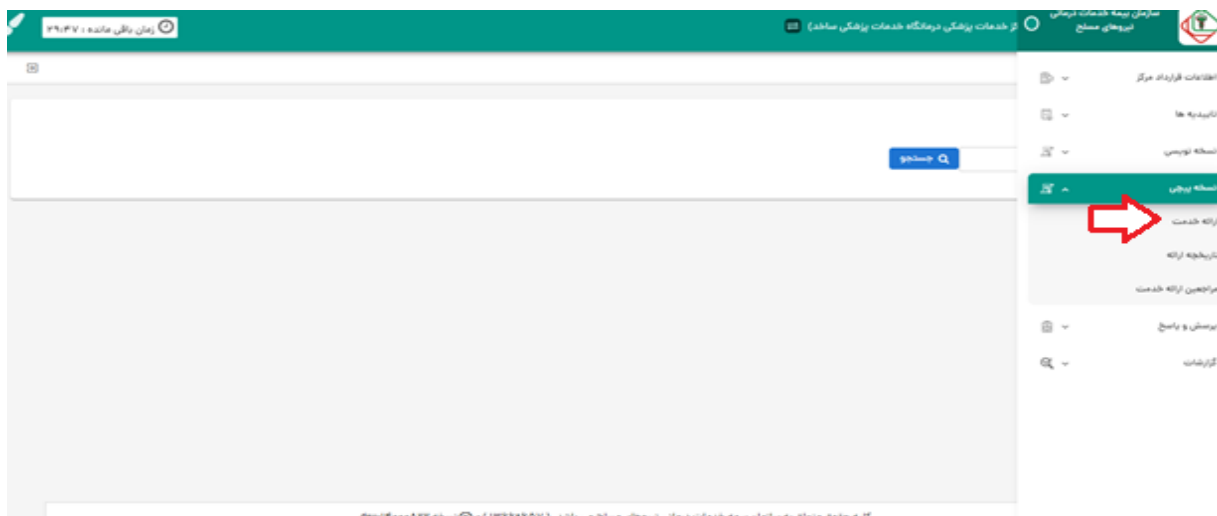 سازمان بیمه خدمات درمانی
نیروهای مسلح
از خدمات پزشکی درمانگاه خدمات پزشکی ساخد)
زمان باقی مانده : ۲۹:۴۷
اطلاعات قرارداد مرکز
تاییدیه ها
نسخه نویسی
جستجو
نسخه پیچی
ارائه خدمت
تاریخچه ارائه
مراجعین ارائه خدمت
پرسش و پاسخ
گزارشات